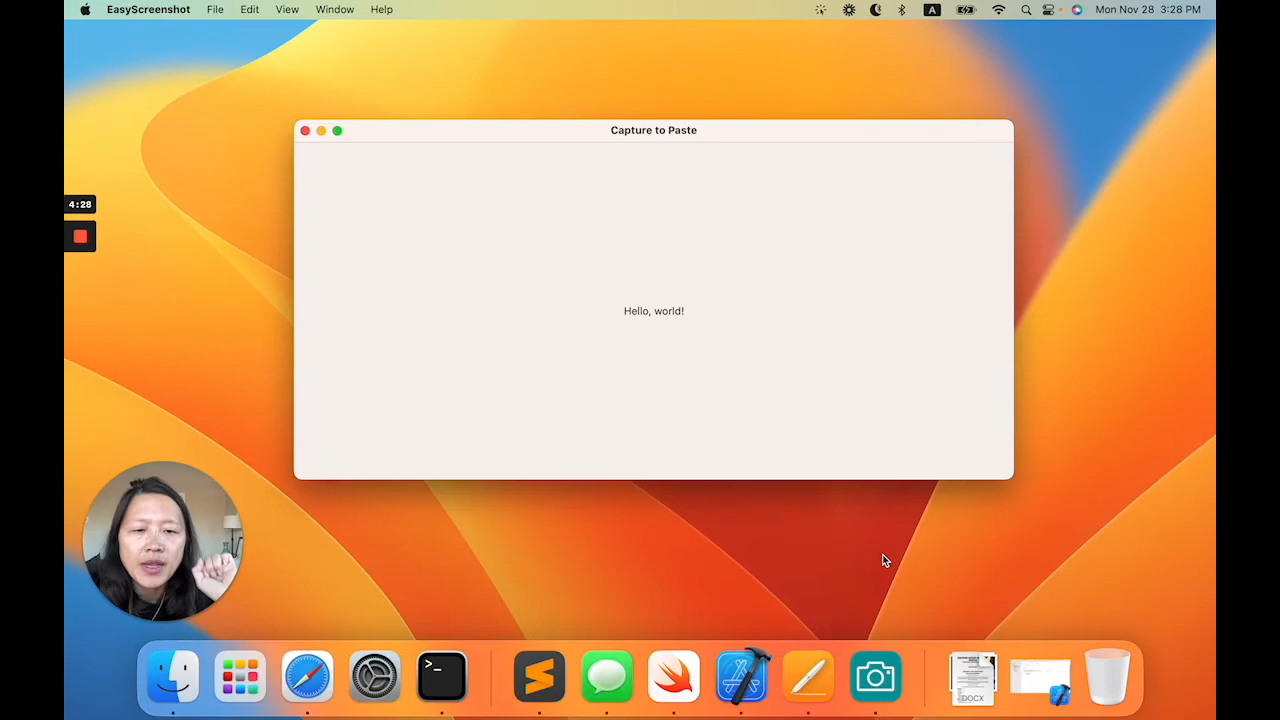 EasyScreenshot File Edit View Window Help A Mon Nov 28 3:28 PM
Capture to Paste
4:28
Hello, world!
>_
DOCX